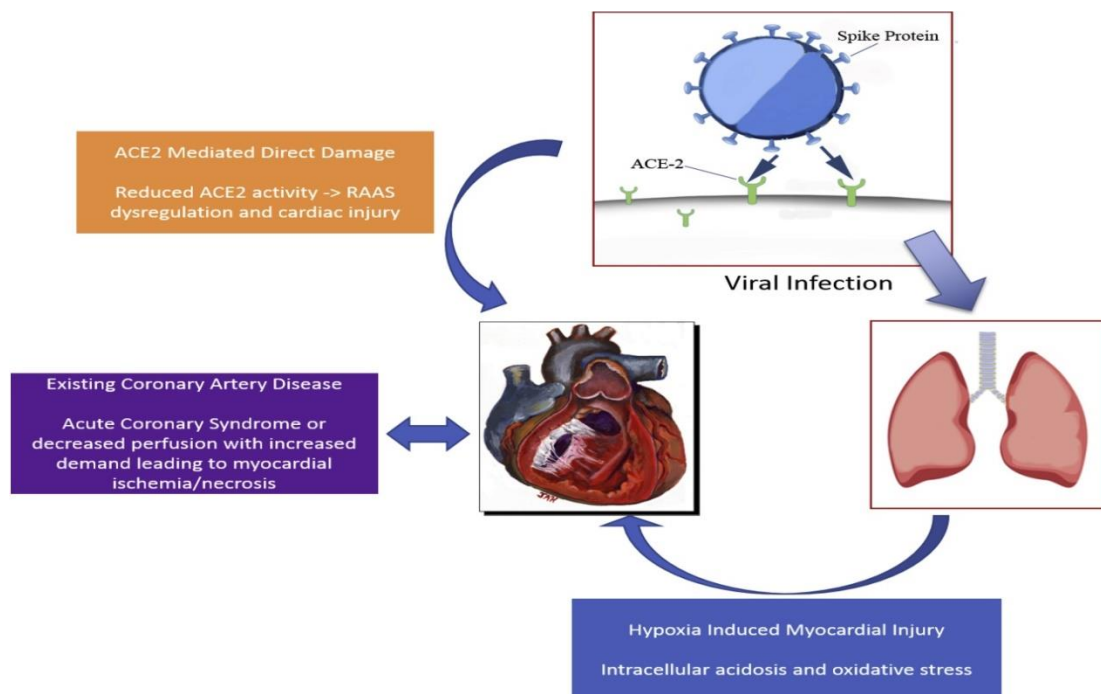 Spike Protein
ACE-2
Viral Infection
ACE2 Mediated Direct Damage
Reduced ACE2 activity -> RAAS
dysregulation and cardiac injury
Existing Coronary Artery Disease
Acute Coronary Syndrome or
decreased perfusion with increased
demand leading to myocardial
ischemia/necrosis
Hypoxia Induced Myocardial Injury
Intracellular acidosis and oxidative stress